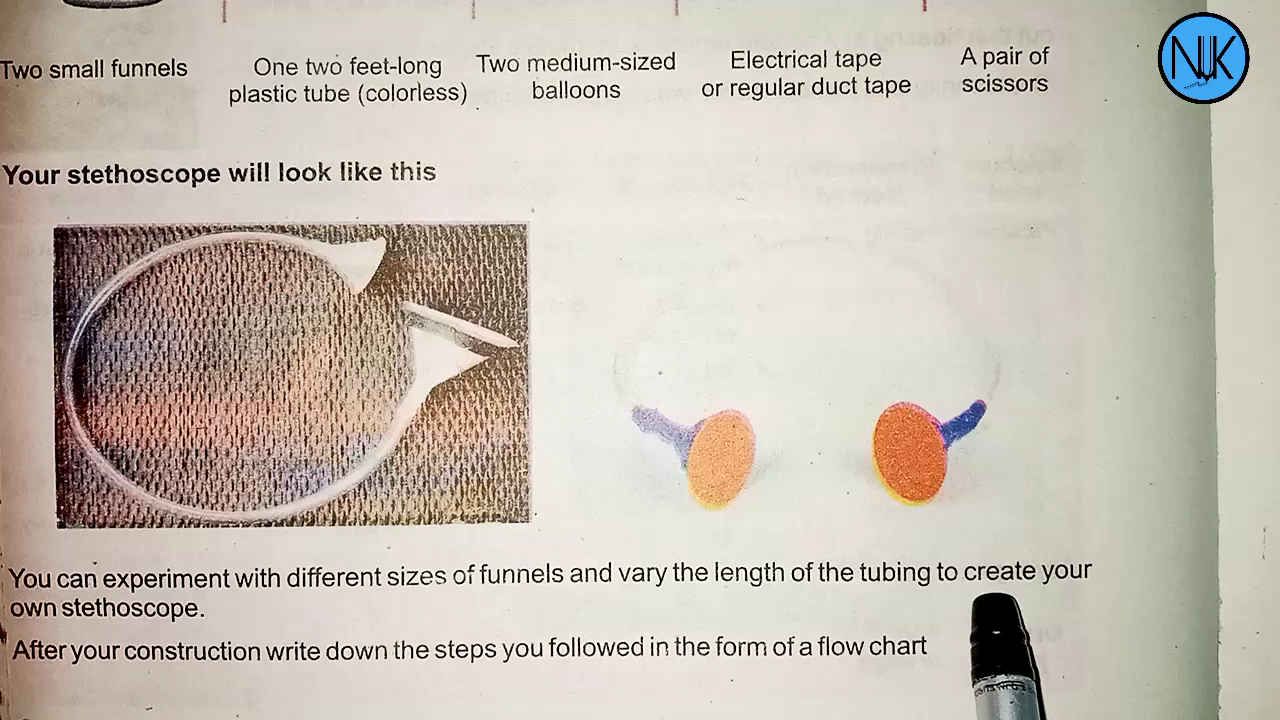 Two small funnels
One two feet-long
plastic tube (colorless)
Two medium-sized
balloons
Electrical tape
or regular duct tape
A pair of
scissors
NJK
Your stethoscope will look like this
You can experiment with different sizes of funnels and vary the length of the tubing to create your
own stethoscope.
After your construction write down the steps you followed in the form of a flow chart